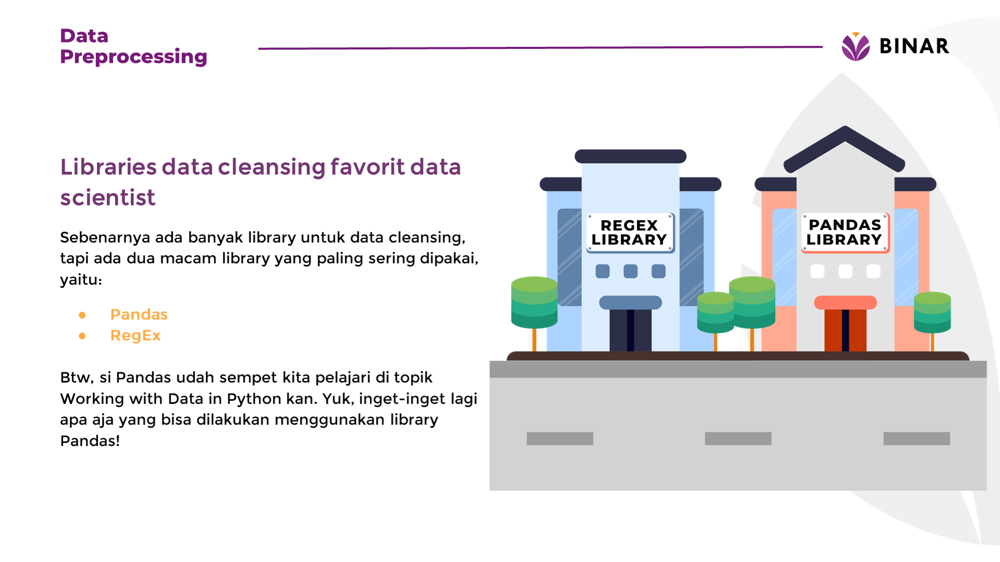 Data
Preprocessing
BINAR
Libraries data cleansing favorit data
scientist
Sebenarnya ada banyak library untuk data cleansing,
tapi ada dua macam library yang paling sering dipakai,
yaitu:
● Pandas
● RegEx
Btw, si Pandas udah sempet kita pelajari di topik
Working with Data in Python kan. Yuk, inget-inget lagi
apa aja yang bisa dilakukan menggunakan library
Pandas!
REGEX
LIBRARY
PANDAS
LIBRARY